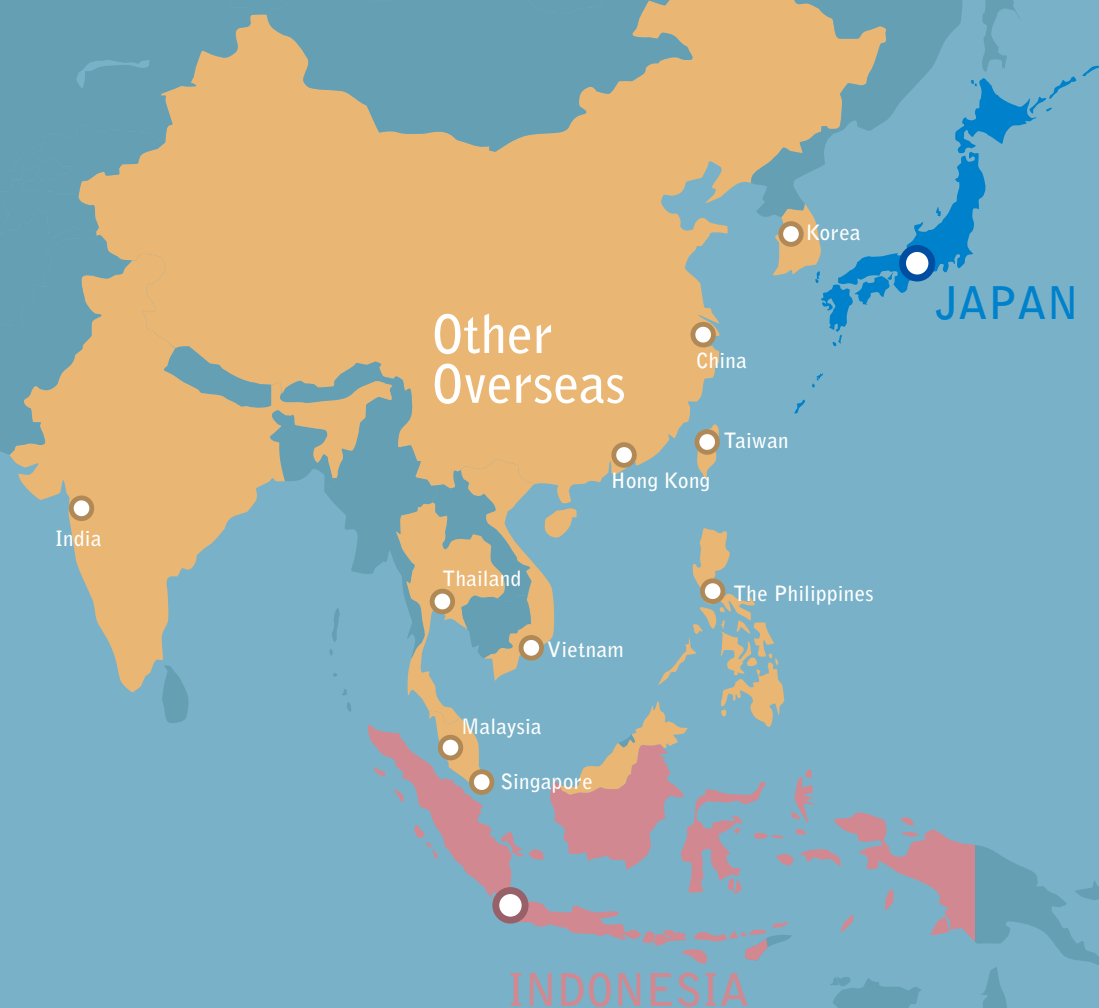 Korea
JAPAN
Other
Overseas
China
Taiwan
Hong Kong
India
Thailand
The Philippines
Vietnam
Malaysia
Singapore
INDONESIA